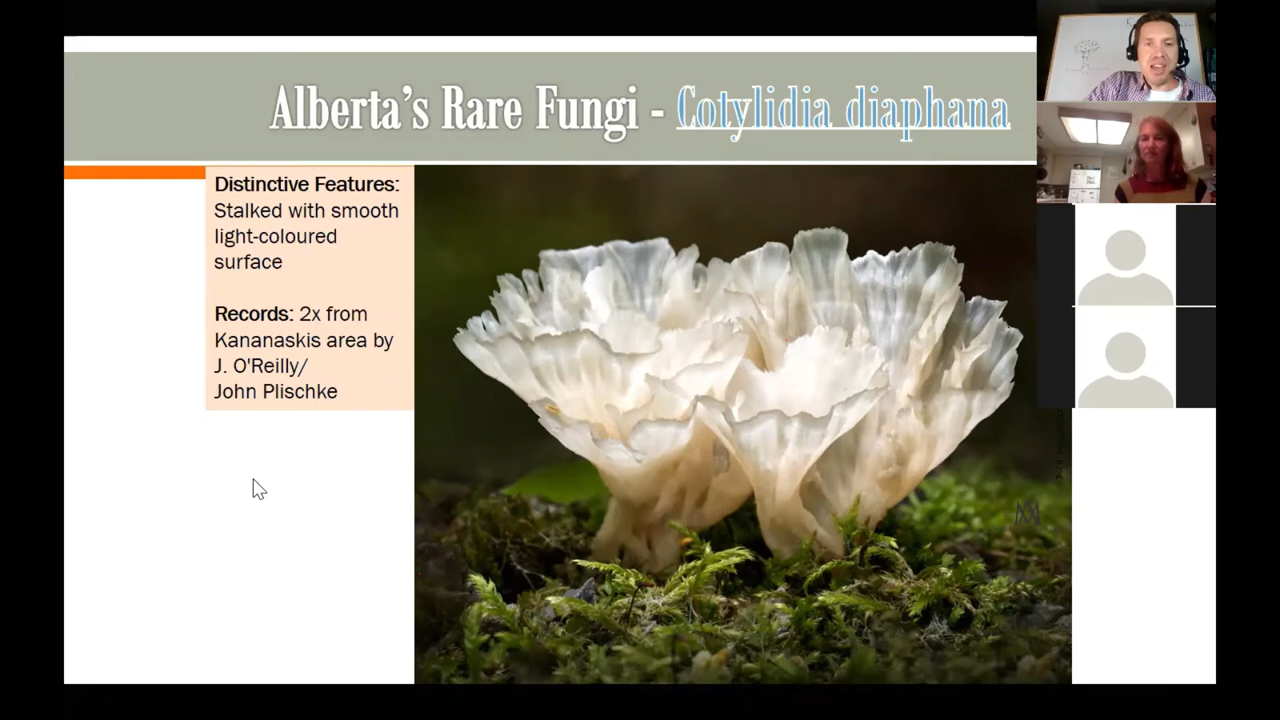 Alberta's Rare Fungi - Cotylidia diaphana
Distinctive Features:
Stalked with smooth
light-coloured
surface
Records: 2x from
Kananaskis area by
J. O'Reilly/
John Plischke